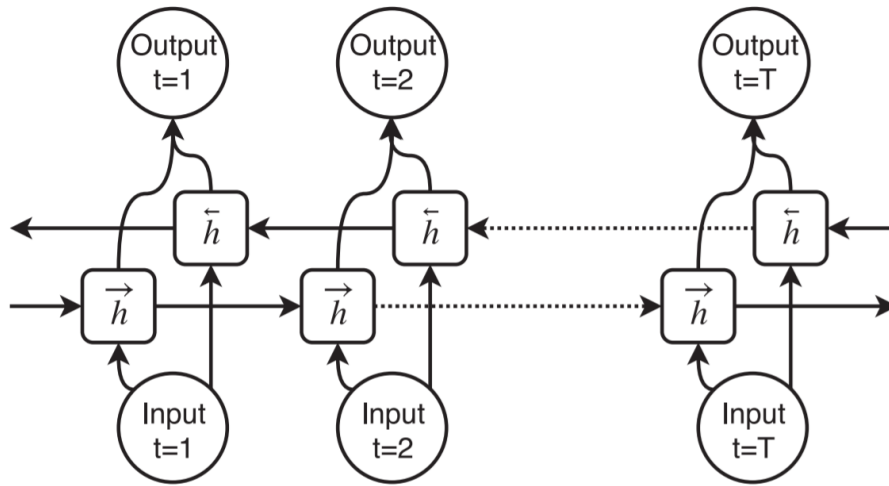 Output
t=1
Output
t=2
Output
t=T
←h
←h
←h
→h
→h
→h
Input
t=1
Input
t=2
Input
t=T